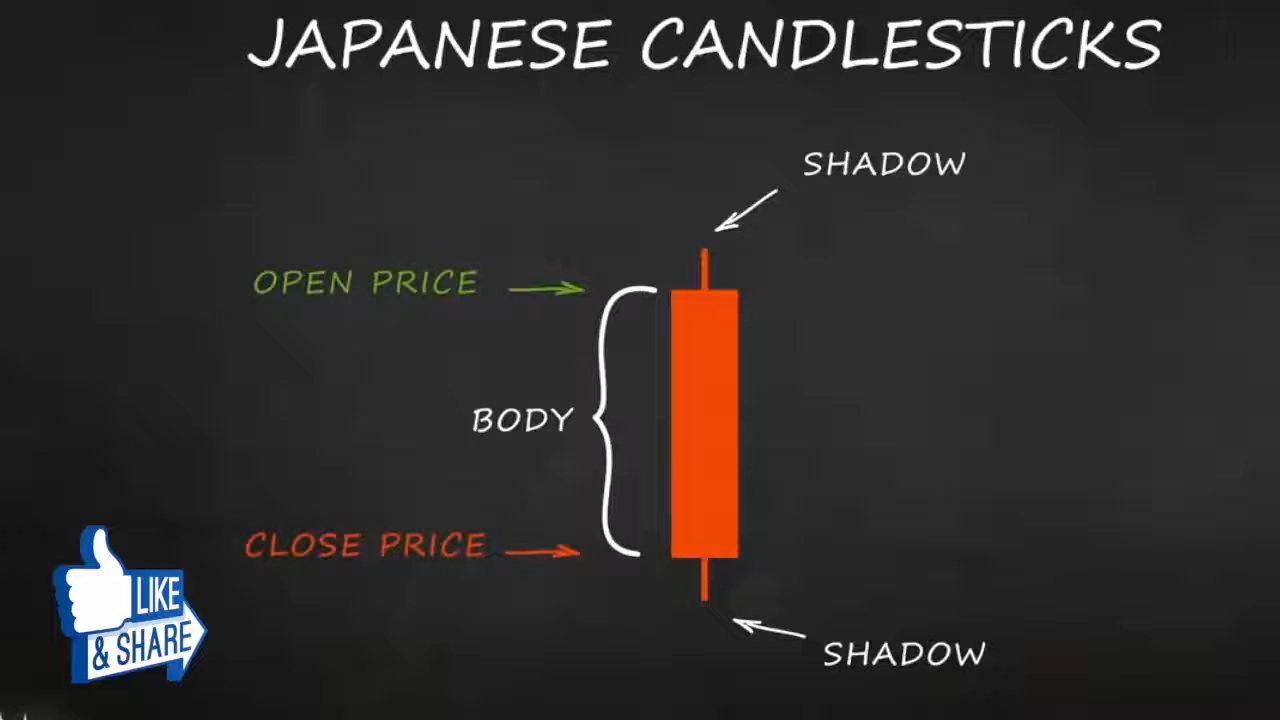 JAPANESE CANDLESTICKS
SHADOW
OPEN PRICE
BODY
CLOSE PRICE
LIKE
& SHARE
SHADOW